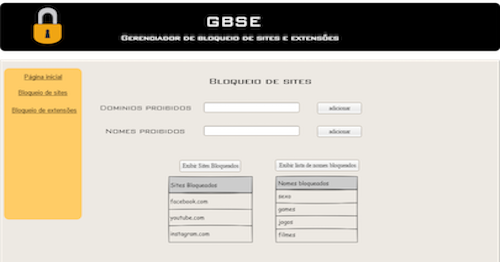 GBSE
Gerenciador de bloqueio de sites e extensões
Página inicial
Bloqueio de sites
Bloqueio de extensões
Bloqueio de sites
Dominios proibidos
adicionar
Nomes proibidos
adicionar
Exibir Sites Bloqueados
Exibir lista de nomes bloqueados
Sites Bloqueados
facebook.com
youtube.com
instagram.com
Nomes bloqueados
sexo
games
jogos
filmes